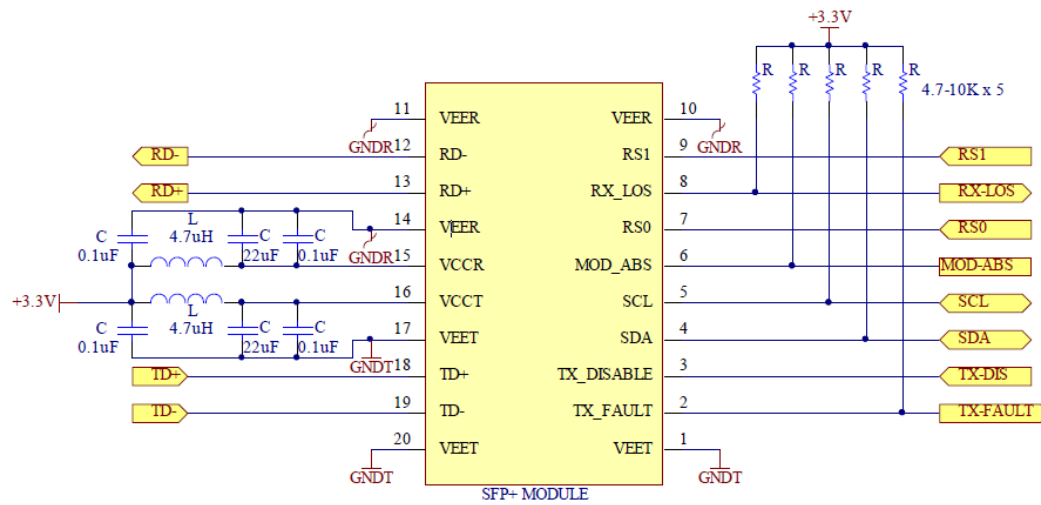 +3.3V
R R R R R
4.7-10K x 5
11 VEER VEER 10
GNDR GNDR
RD- 12 RD- RS1 9 RS1
RD+ 13 RD+ RX_LOS 8 RX-LOS
L
4.7uH
C
0.1uF
C
22uF
C
0.1uF
14 VEER RS0 7 RS0
GNDR
15 VCCR MOD_ABS 6 MOD-ABS
+3.3V
16 VCCT SCL 5 SCL
L
4.7uH
C
0.1uF
C
22uF
C
0.1uF
17 VEET SDA 4 SDA
GNDT
TD+ 18 TD+ TX_DISABLE 3 TX-DIS
TD- 19 TD- TX_FAULT 2 TX-FAULT
20 VEET VEET 1
GNDT GNDT
SFP+ MODULE